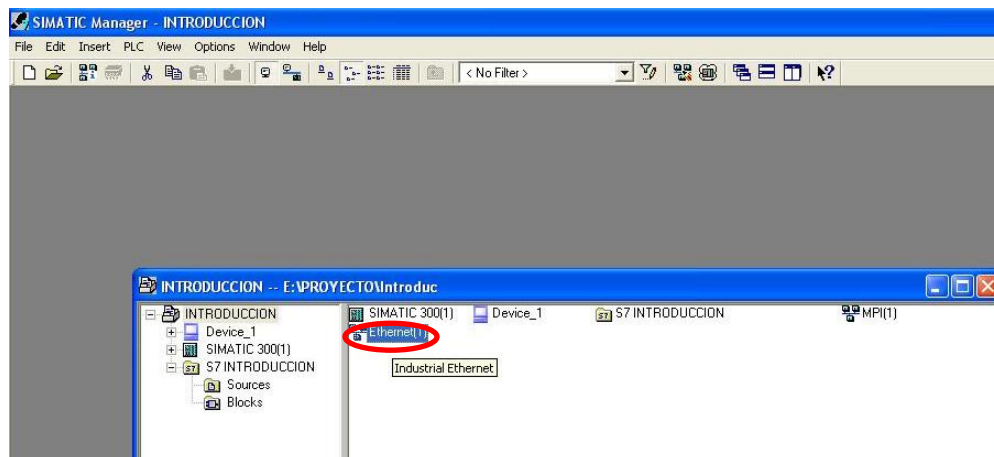 SIMATIC Manager - INTRODUCCION
File Edit Insert PLC View Options Window Help
< No Filter >
INTRODUCCION -- E:\PROYECTO\Introduc
INTRODUCCION
Device_1
SIMATIC 300(1)
S7 INTRODUCCION
Sources
Blocks
SIMATIC 300(1) Device_1 S7 INTRODUCCION MPI(1)
Ethernet(1)
Industrial Ethernet